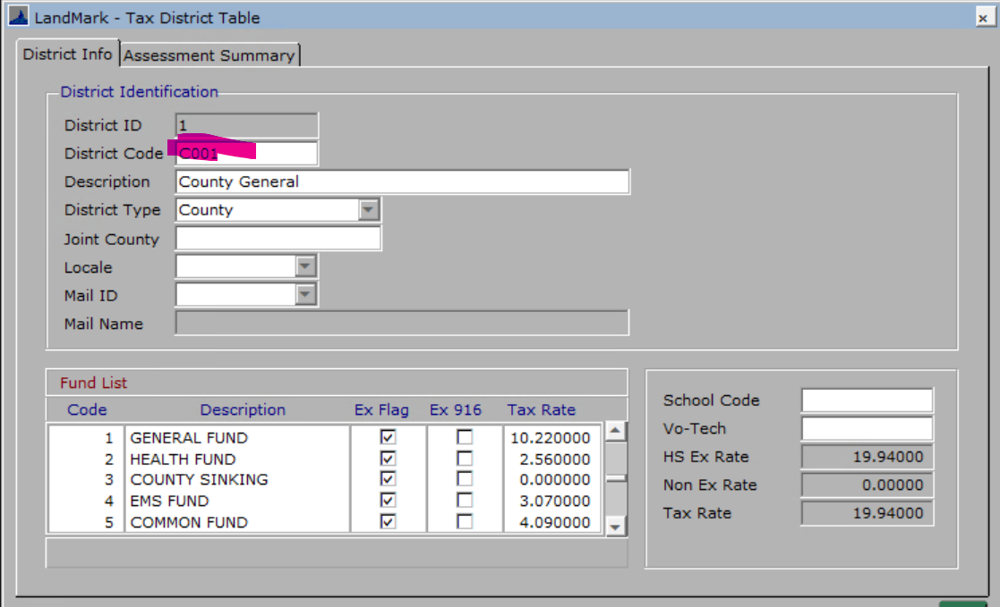 LandMark - Tax District Table
District Info Assessment Summary
District Identification
District ID 1
District Code C001
Description County General
District Type County
Joint County
Locale
Mail ID
Mail Name
Fund List
Code Description Ex Flag Ex 916 Tax Rate
1 GENERAL FUND 10.220000
2 HEALTH FUND 2.560000
3 COUNTY SINKING 0.000000
4 EMS FUND 3.070000
5 COMMON FUND 4.090000
School Code
Vo-Tech
HS Ex Rate 19.94000
Non Ex Rate 0.00000
Tax Rate 19.94000